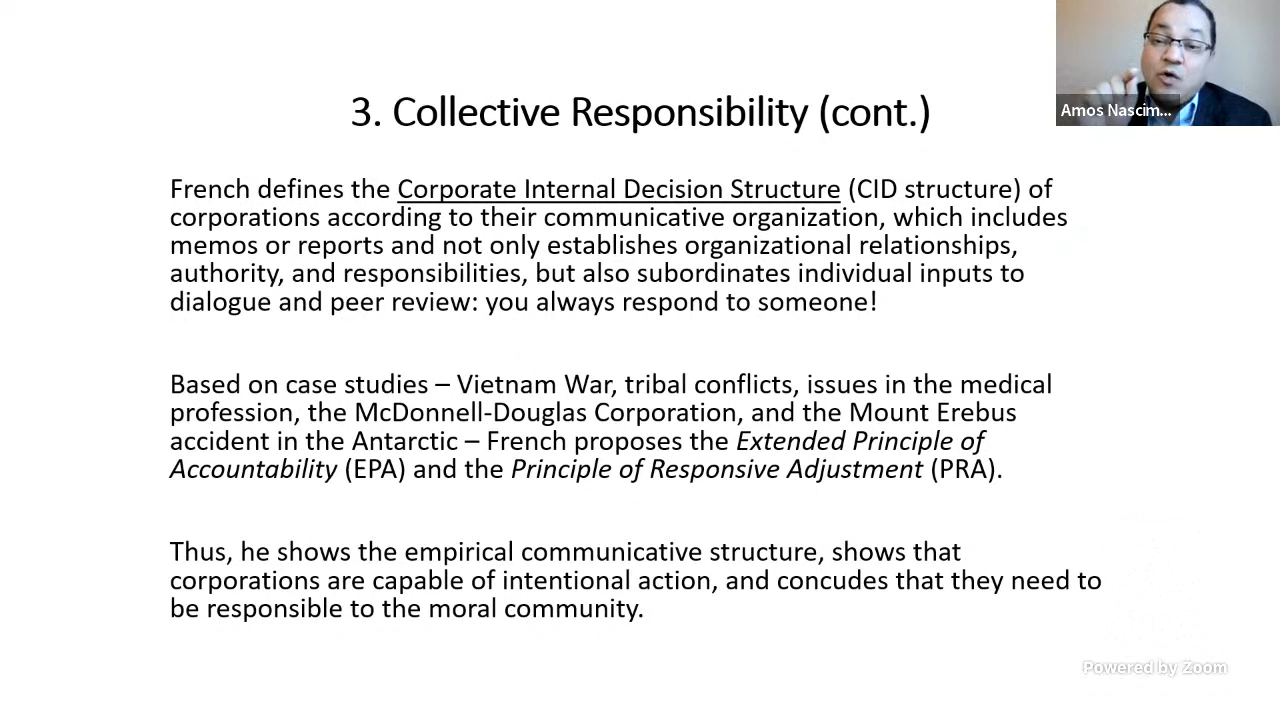 Amos Nascim...
3. Collective Responsibility (cont.)
French defines the Corporate Internal Decision Structure (CID structure) of
corporations according to their communicative organization, which includes
memos or reports and not only establishes organizational relationships,
authority, and responsibilities, but also subordinates individual inputs to
dialogue and peer review: you always respond to someone!
Based on case studies – Vietnam War, tribal conflicts, issues in the medical
profession, the McDonnell-Douglas Corporation, and the Mount Erebus
accident in the Antarctic – French proposes the Extended Principle of
Accountability (EPA) and the Principle of Responsive Adjustment (PRA).
Thus, he shows the empirical communicative structure, shows that
corporations are capable of intentional action, and concudes that they need to
be responsible to the moral community.
Powered by Zoom